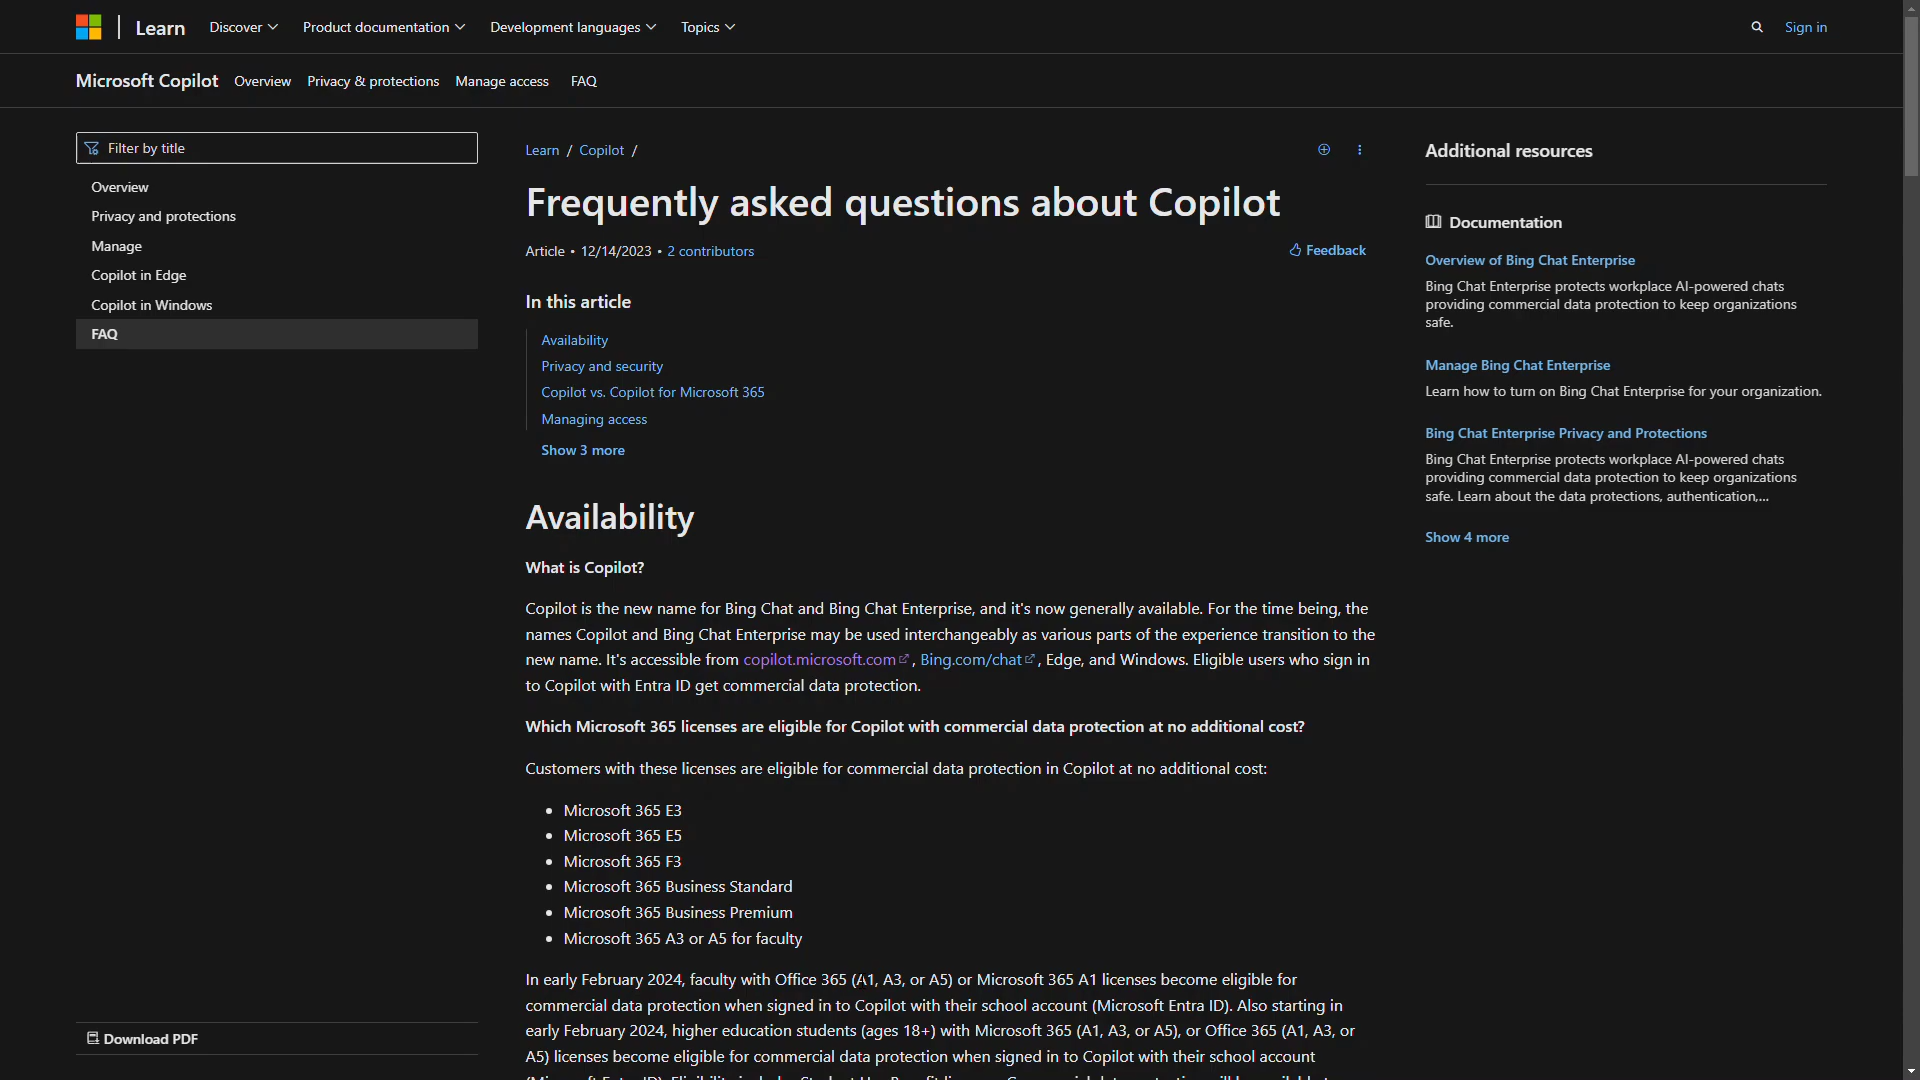 Learn Discover Product documentation Development languages Topics Sign in
Microsoft Copilot Overview Privacy & protections Manage access FAQ
Filter by title
Overview
Privacy and protections
Manage
Copilot in Edge
Copilot in Windows
FAQ
Download PDF
Learn / Copilot /
Frequently asked questions about Copilot
Article • 12/14/2023 • 2 contributors
Feedback
In this article
Availability
Privacy and security
Copilot vs. Copilot for Microsoft 365
Managing access
Show 3 more
Availability
What is Copilot?
Copilot is the new name for Bing Chat and Bing Chat Enterprise, and it's now generally available. For the time being, the
names Copilot and Bing Chat Enterprise may be used interchangeably as various parts of the experience transition to the
new name. It's accessible from copilot.microsoft.com, Bing.com/chat, Edge, and Windows. Eligible users who sign in
to Copilot with Entra ID get commercial data protection.
Which Microsoft 365 licenses are eligible for Copilot with commercial data protection at no additional cost?
Customers with these licenses are eligible for commercial data protection in Copilot at no additional cost:
• Microsoft 365 E3
• Microsoft 365 E5
• Microsoft 365 F3
• Microsoft 365 Business Standard
• Microsoft 365 Business Premium
• Microsoft 365 A3 or A5 for faculty
In early February 2024, faculty with Office 365 (A1, A3, or A5) or Microsoft 365 A1 licenses become eligible for
commercial data protection when signed in to Copilot with their school account (Microsoft Entra ID). Also starting in
early February 2024, higher education students (ages 18+) with Microsoft 365 (A1, A3, or A5), or Office 365 (A1, A3, or
A5) licenses become eligible for commercial data protection when signed in to Copilot with their school account
Additional resources
Documentation
Overview of Bing Chat Enterprise
Bing Chat Enterprise protects workplace AI-powered chats
providing commercial data protection to keep organizations
safe.
Manage Bing Chat Enterprise
Learn how to turn on Bing Chat Enterprise for your organization.
Bing Chat Enterprise Privacy and Protections
Bing Chat Enterprise protects workplace AI-powered chats
providing commercial data protection to keep organizations
safe. Learn about the data protections, authentication,...
Show 4 more